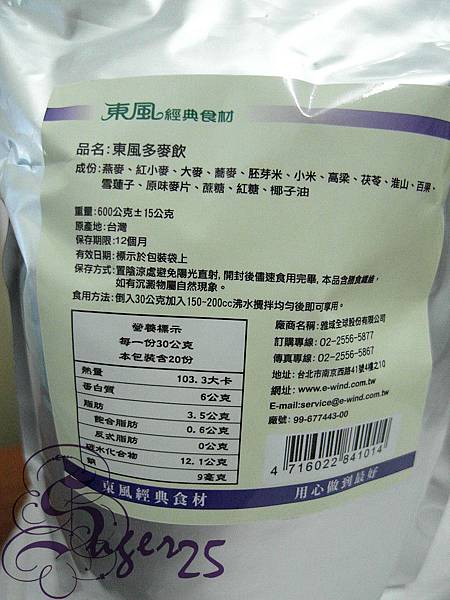 東風經典食材
品名:東風多麥飲
成份:燕麥、紅小麥、大麥、蕎麥、胚芽米、小米、高梁、茯苓、淮山、百果、
雪蓮子、原味麥片、蔗糖、紅糖、椰子油
重量:600公克±15公克
原產地:台灣
保存期限:12個月
有效日期:標示於包裝袋上
保存方式:置陰涼處避免陽光直射,開封後儘速食用完畢,本品含膳食纖維,
如有沉澱物屬自然現象。
食用方法:倒入30公克加入150-200cc沸水攪拌均勻後即可享用。
營養標示
每一份30公克
本包裝含20份
熱量 103.3大卡
蛋白質 6公克
脂肪 3.5公克
飽合脂肪 0.6公克
反式脂肪 0公克
碳水化合物 12.1公克
鈉 9毫克
廠商名稱:雅域全球股份有限公司
訂購專線:02-2556-5877
傳真專線:02-2556-5867
地址:台北市南京西路41號4樓之10
網址:www.e-wind.com.tw
E-mail:service@e-wind.com.tw
廠號:99-677443-00
4 716022 841014
東風經典食材
用心做到最好
Sager25